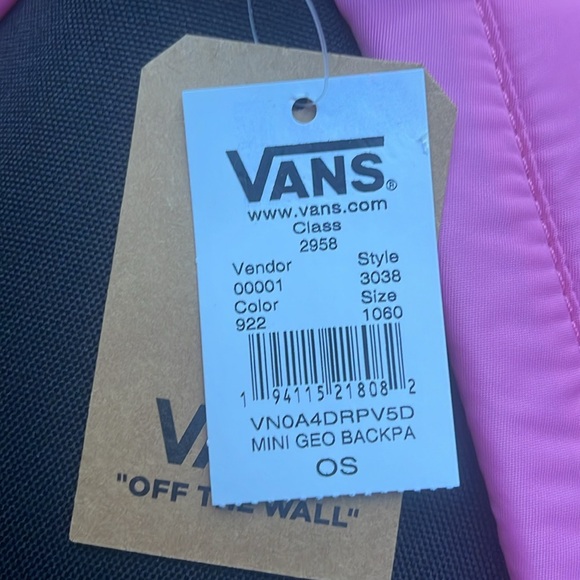 VANS®
www.vans.com
Class
2958
Vendor Style
00001 3038
Color Size
922 1060
1 94115 21808 2
VN0A4DRPV5D
MINI GEO BACKPA
OS
"OFF THE WALL"